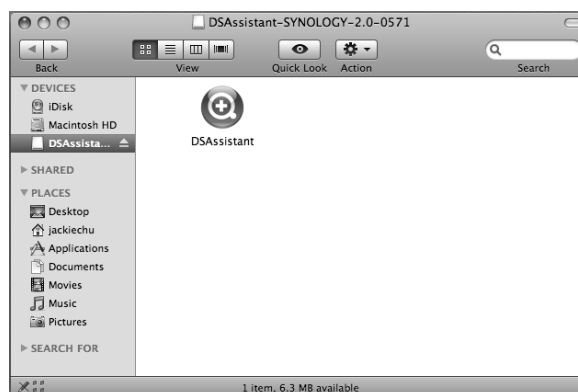 DSAssistant-SYNOLOGY-2.0-0571
Back View Quick Look Action Search
DEVICES
iDisk
Macintosh HD
DSAssista...
SHARED
PLACES
Desktop
jackiechu
Applications
Documents
Movies
Music
Pictures
SEARCH FOR
DSAssistant
1 item, 6.3 MB available